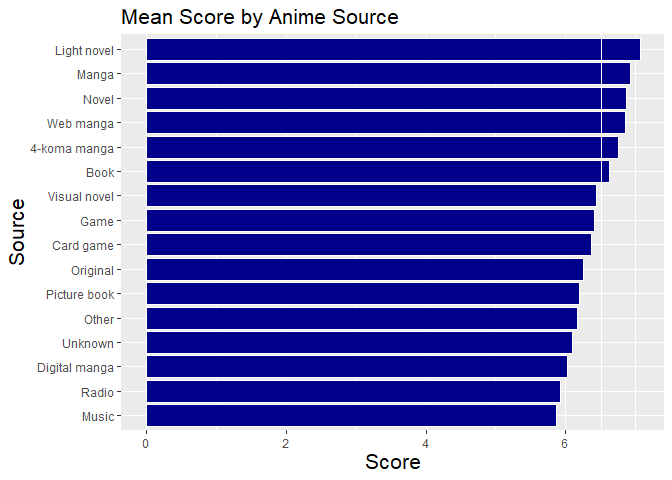 Mean Score by Anime Source
Light novel
Manga
Novel
Web manga
4-koma manga
Book
Visual novel
Game
Card game
Original
Picture book
Other
Unknown
Digital manga
Radio
Music
Source
0 2 4 6
Score